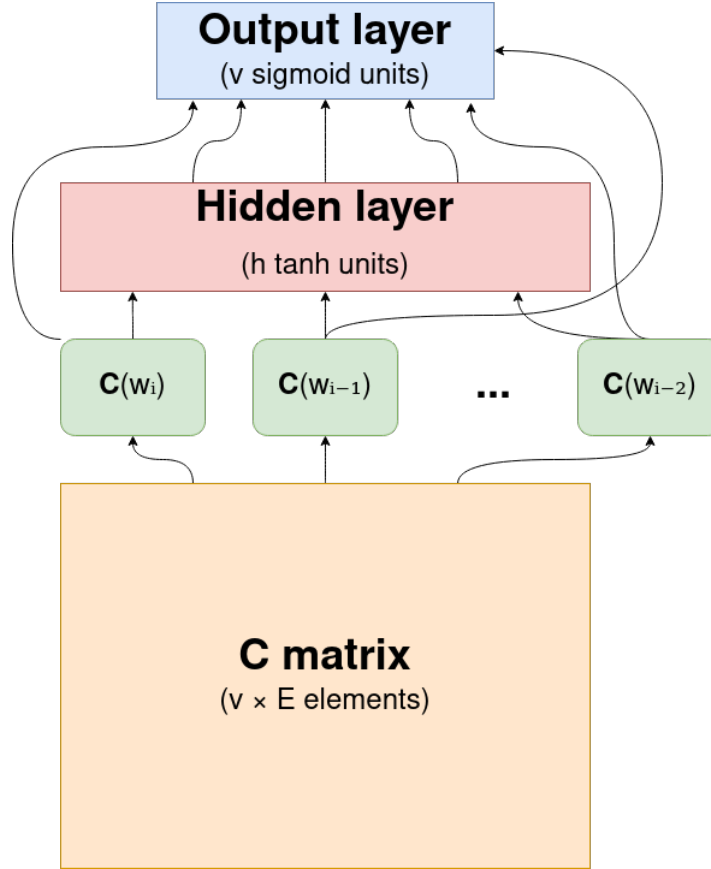 Output layer
(v sigmoid units)
Hidden layer
(h tanh units)
C(wᵢ)
C(wᵢ₋₁)
...
C(wᵢ₋₂)
C matrix
(v × E elements)